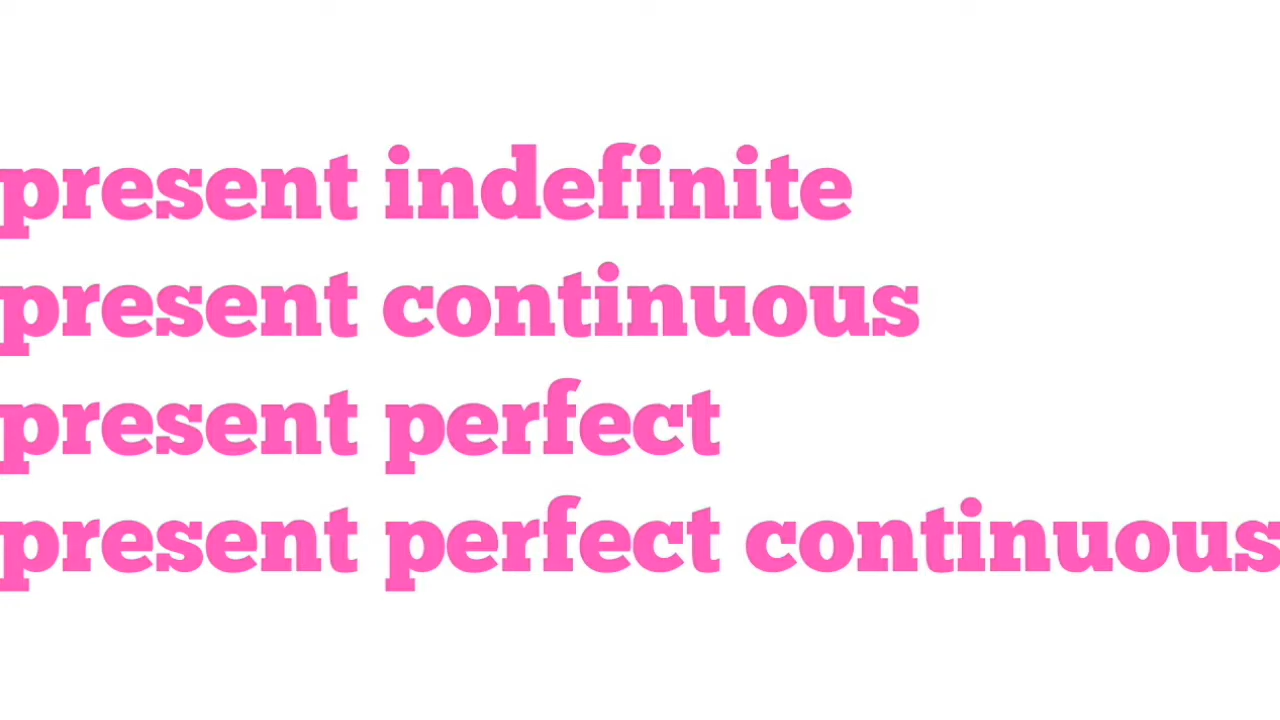 present indefinite
present continuous
present perfect
present perfect continuous